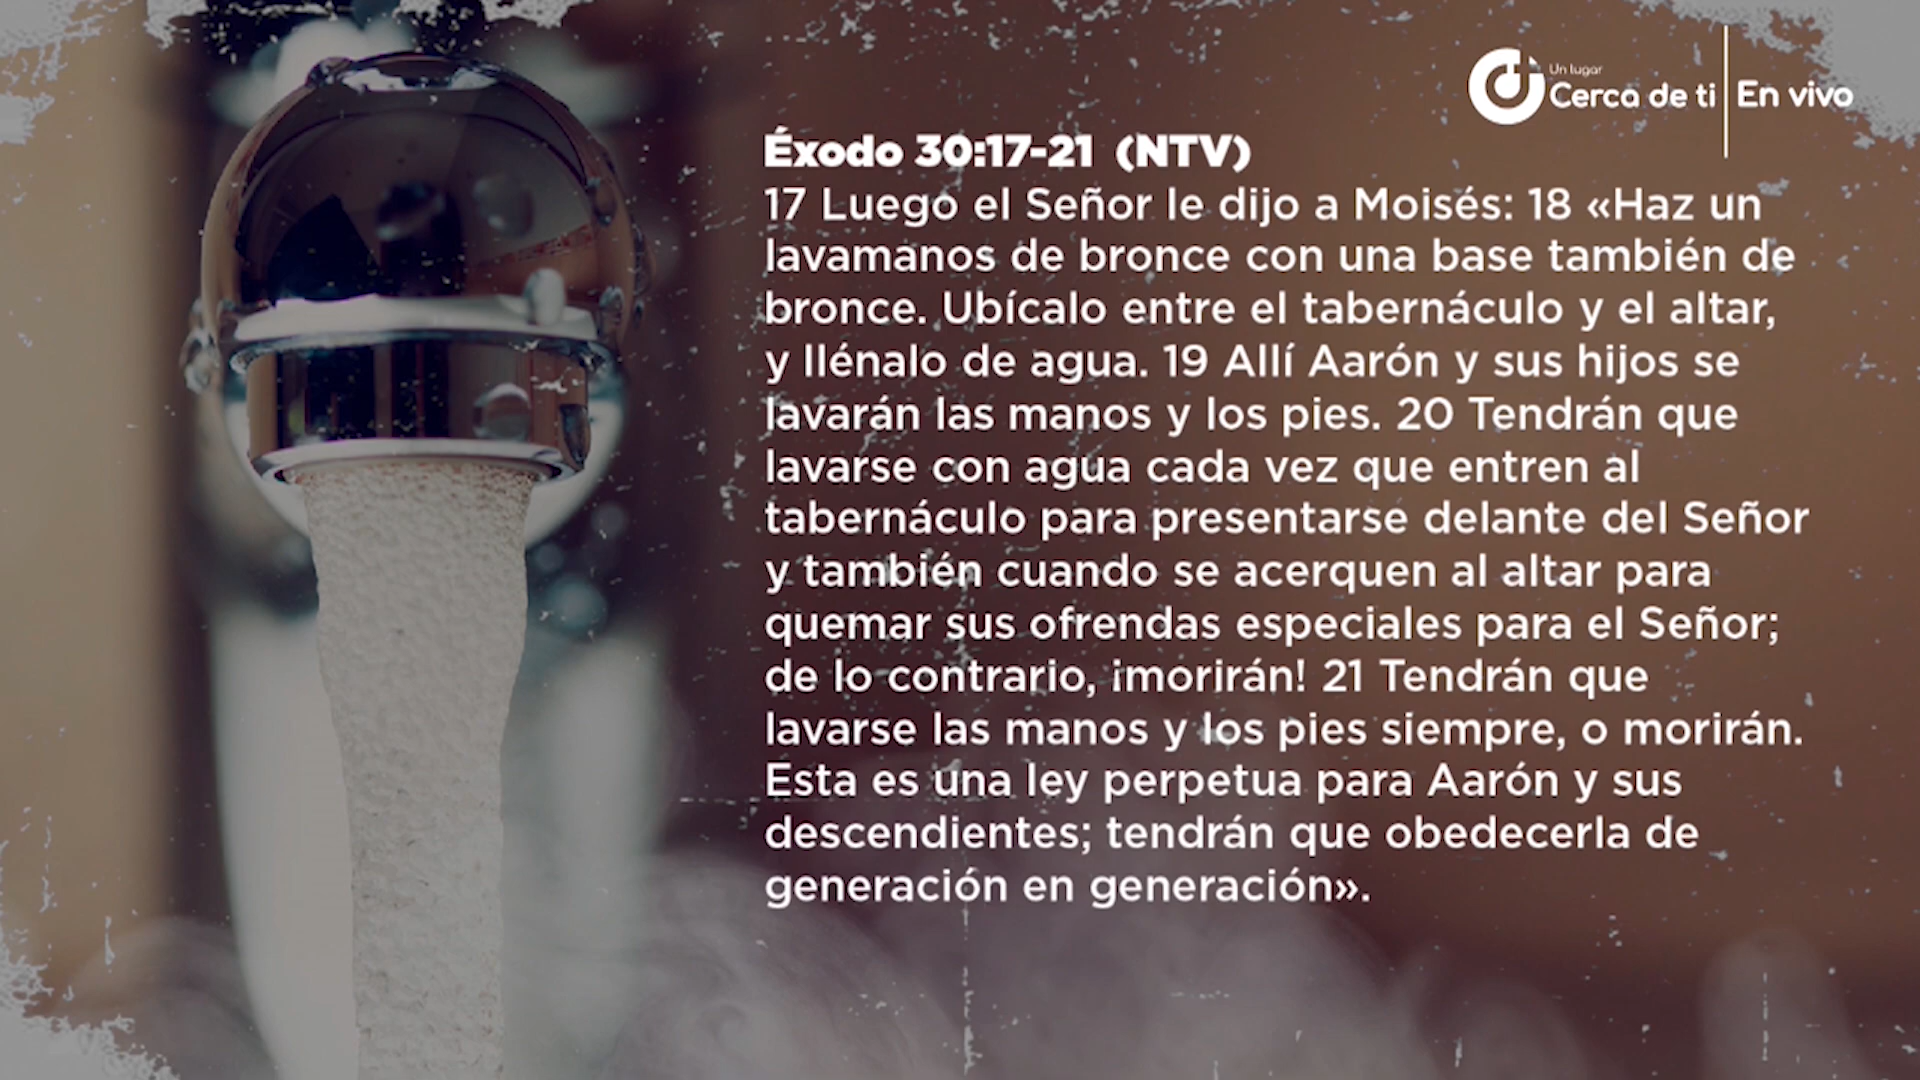 Un lugar
Cerca de ti
En vivo
Éxodo 30:17-21 (NTV)
17 Luego el Señor le dijo a Moisés: 18 «Haz un
lavamanos de bronce con una base también de
bronce. Ubícalo entre el tabernáculo y el altar,
y llénalo de agua. 19 Allí Aarón y sus hijos se
lavarán las manos y los pies. 20 Tendrán que
lavarse con agua cada vez que entren al
tabernáculo para presentarse delante del Señor
y también cuando se acerquen al altar para
quemar sus ofrendas especiales para el Señor;
de lo contrario, ¡morirán! 21 Tendrán que
lavarse las manos y los pies siempre, o morirán.
Esta es una ley perpetua para Aarón y sus
descendientes; tendrán que obedecerla de
generación en generación».